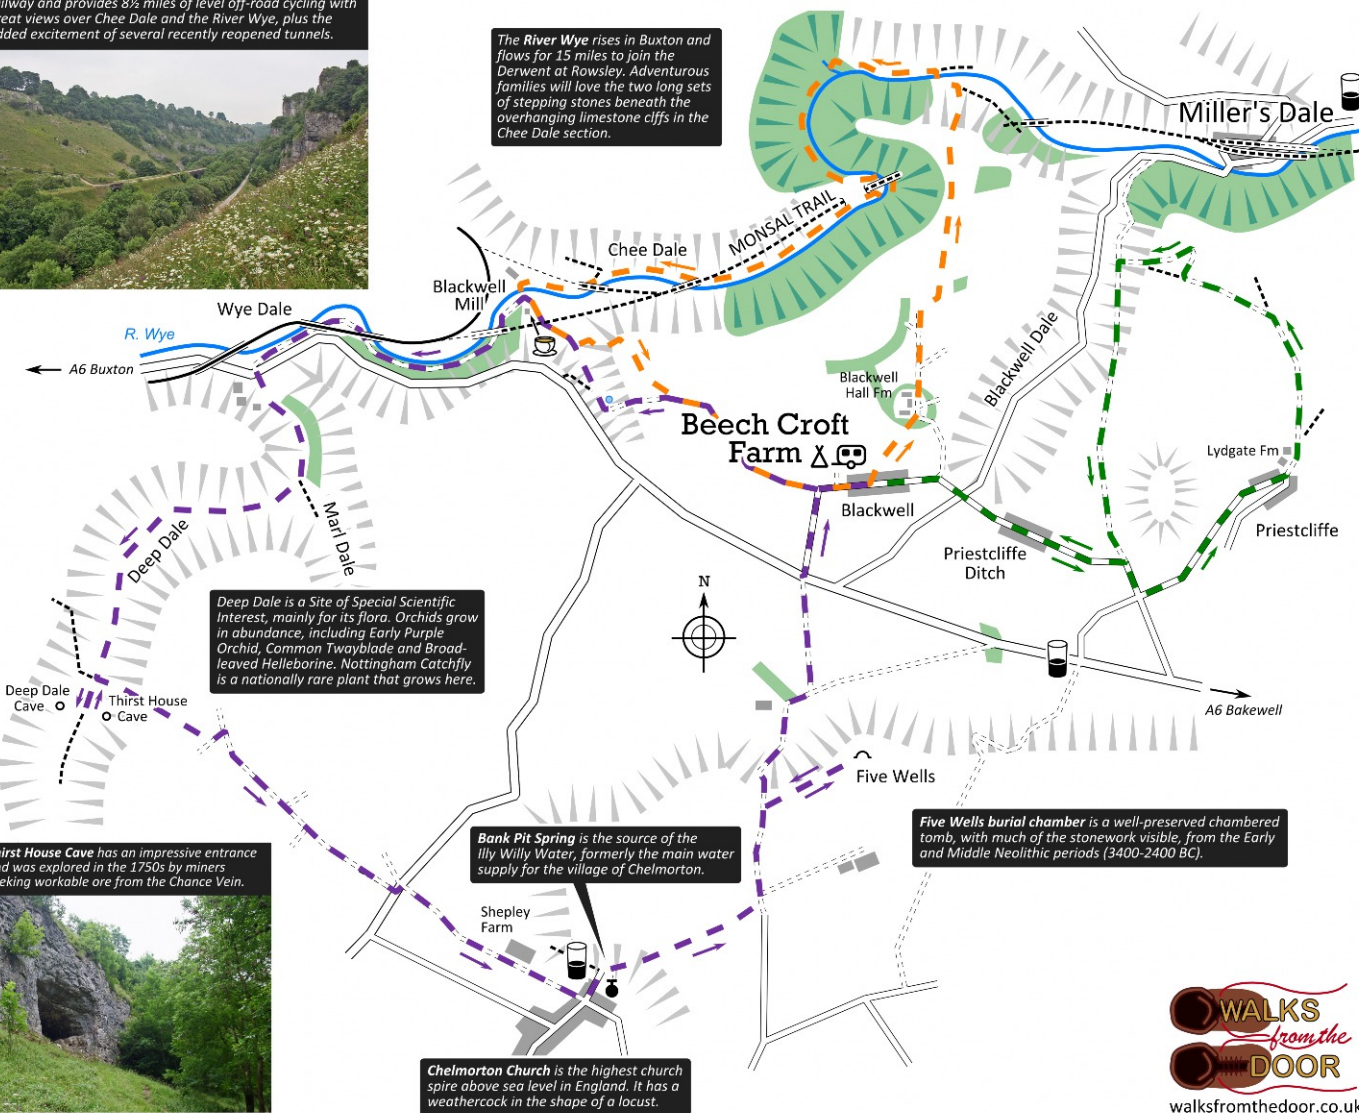 ilway and provides 8½ miles of level off-road cycling with
reat views over Chee Dale and the River Wye, plus the
dded excitement of several recently reopened tunnels.
The River Wye rises in Buxton and
flows for 15 miles to join the
Derwent at Rowsley. Adventurous
families will love the two long sets
of stepping stones beneath the
overhanging limestone clffs in the
Chee Dale section.
Miller's Dale
MONSAL TRAIL
Chee Dale
Blackwell
Mill
Wye Dale
R. Wye
A6 Buxton
Blackwell Dale
Blackwell
Hall Fm
Beech Croft
Farm
Blackwell
Lydgate Fm
Priestcliffe
Priestcliffe
Ditch
Marl Dale
Deep Dale
N
Deep Dale is a Site of Special Scientific
Interest, mainly for its flora. Orchids grow
in abundance, including Early Purple
Orchid, Common Twayblade and Broad-
leaved Helleborine. Nottingham Catchfly
is a nationally rare plant that grows here.
Deep Dale
Cave
Thirst House
Cave
A6 Bakewell
Five Wells
Five Wells burial chamber is a well-preserved chambered
tomb, with much of the stonework visible, from the Early
and Middle Neolithic periods (3400-2400 BC).
Bank Pit Spring is the source of the
Illy Willy Water, formerly the main water
supply for the village of Chelmorton.
hirst House Cave has an impressive entrance
nd was explored in the 1750s by miners
eeking workable ore from the Chance Vein.
Shepley
Farm
Chelmorton Church is the highest church
spire above sea level in England. It has a
weathercock in the shape of a locust.
WALKS
from the
DOOR
walksfromthedoor.co.uk